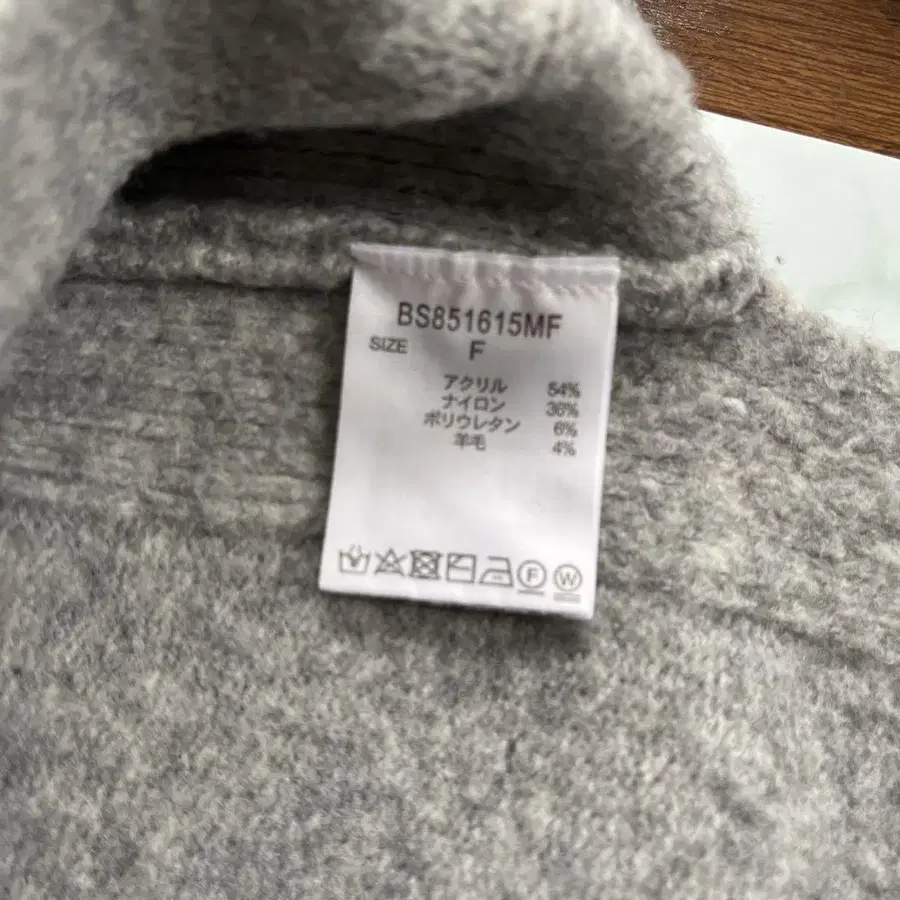 BS851615MF
SIZE F
アクリル 54%
ナイロン 36%
ポリウレタン 6%
羊毛 4%
F W